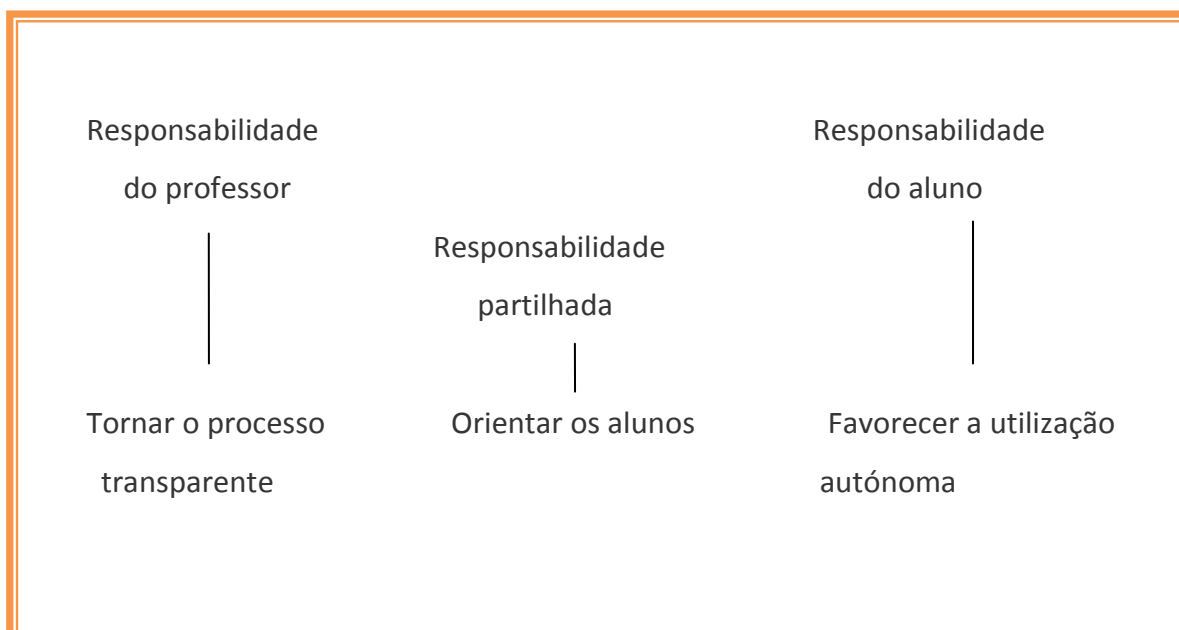 Responsabilidade
do professor
Responsabilidade
do aluno
Responsabilidade
partilhada
Tornar o processo
transparente
Orientar os alunos
Favorecer a utilização
autónoma